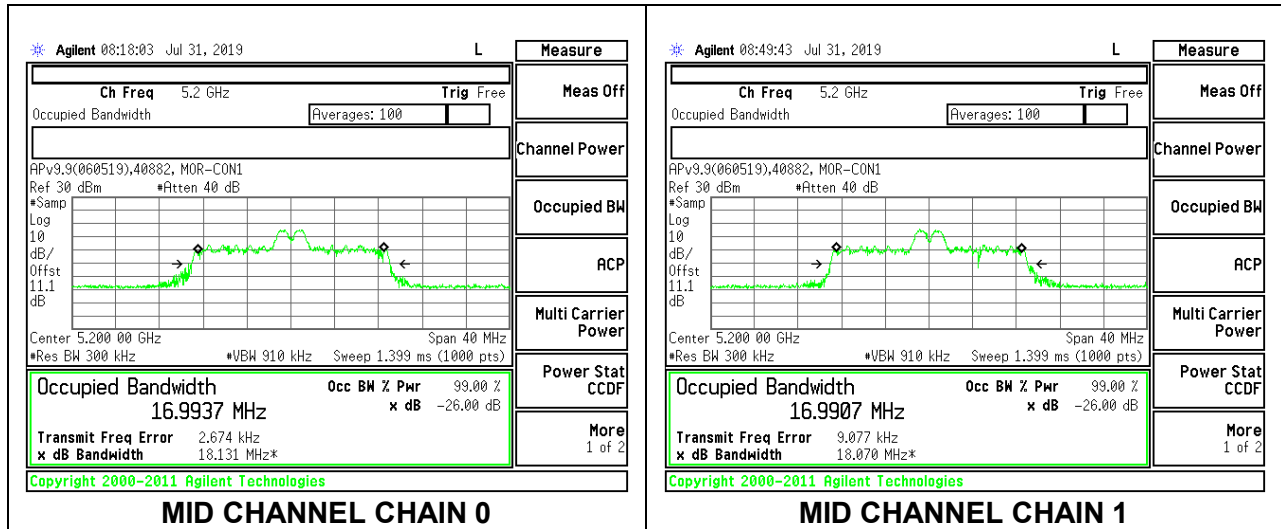 Agilent 08:18:03 Jul 31, 2019 L
Measure
Ch Freq 5.2 GHz Trig Free
Meas Off
Occupied Bandwidth Averages: 100
Channel Power
APv9.9(060519),40882, MOR-CON1
Ref 30 dBm #Atten 40 dB
#Samp
Log
10
dB/
Offst
11.1
dB
Occupied BW
ACP
Multi Carrier
Power
Center 5.200 00 GHz Span 40 MHz
#Res BW 300 kHz #VBW 910 kHz Sweep 1.399 ms (1000 pts)
Power Stat
CCDF
Occupied Bandwidth Occ BW % Pwr 99.00 %
16.9937 MHz x dB -26.00 dB
More
1 of 2
Transmit Freq Error 2.674 kHz
x dB Bandwidth 18.131 MHz*
Copyright 2000-2011 Agilent Technologies
MID CHANNEL CHAIN 0
Agilent 08:49:43 Jul 31, 2019 L
Measure
Ch Freq 5.2 GHz Trig Free
Meas Off
Occupied Bandwidth Averages: 100
Channel Power
APv9.9(060519),40882, MOR-CON1
Ref 30 dBm #Atten 40 dB
#Samp
Log
10
dB/
Offst
11.1
dB
Occupied BW
ACP
Multi Carrier
Power
Center 5.200 00 GHz Span 40 MHz
#Res BW 300 kHz #VBW 910 kHz Sweep 1.399 ms (1000 pts)
Power Stat
CCDF
Occupied Bandwidth Occ BW % Pwr 99.00 %
16.9907 MHz x dB -26.00 dB
More
1 of 2
Transmit Freq Error 9.077 kHz
x dB Bandwidth 18.070 MHz*
Copyright 2000-2011 Agilent Technologies
MID CHANNEL CHAIN 1